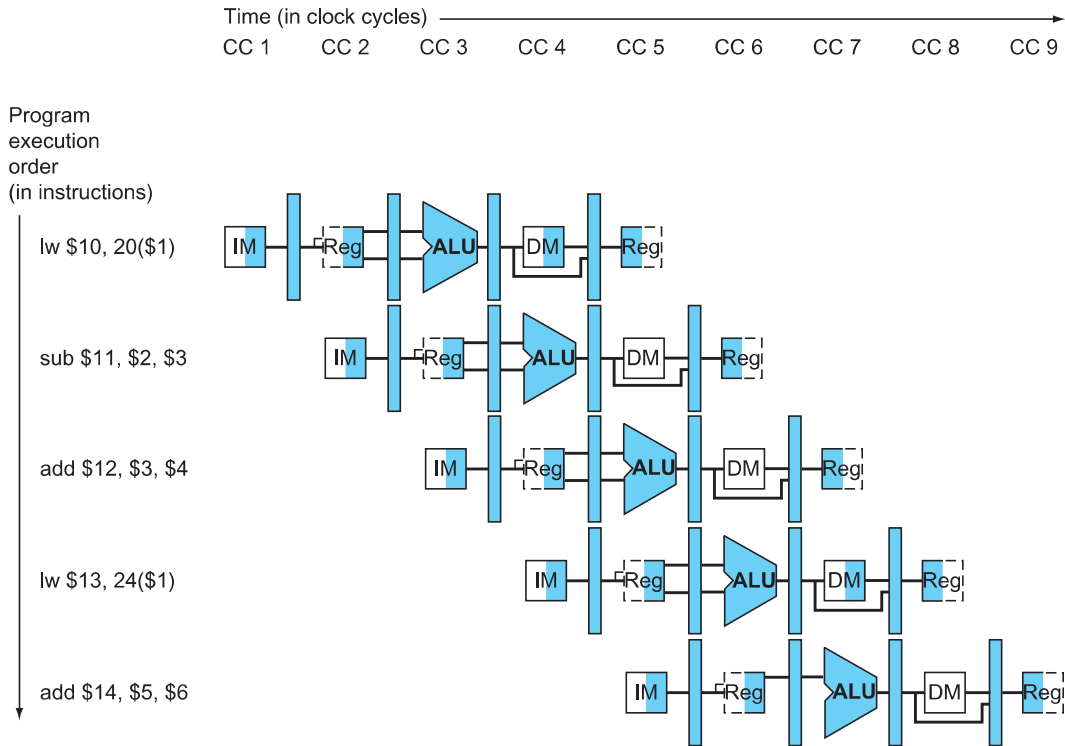 Time (in clock cycles)
CC 1 CC 2 CC 3 CC 4 CC 5 CC 6 CC 7 CC 8 CC 9
Program
execution
order
(in instructions)
lw $10, 20($1) IM Reg ALU DM Reg
sub $11, $2, $3 IM Reg ALU DM Reg
add $12, $3, $4 IM Reg ALU DM Reg
lw $13, 24($1) IM Reg ALU DM Reg
add $14, $5, $6 IM Reg ALU DM Reg